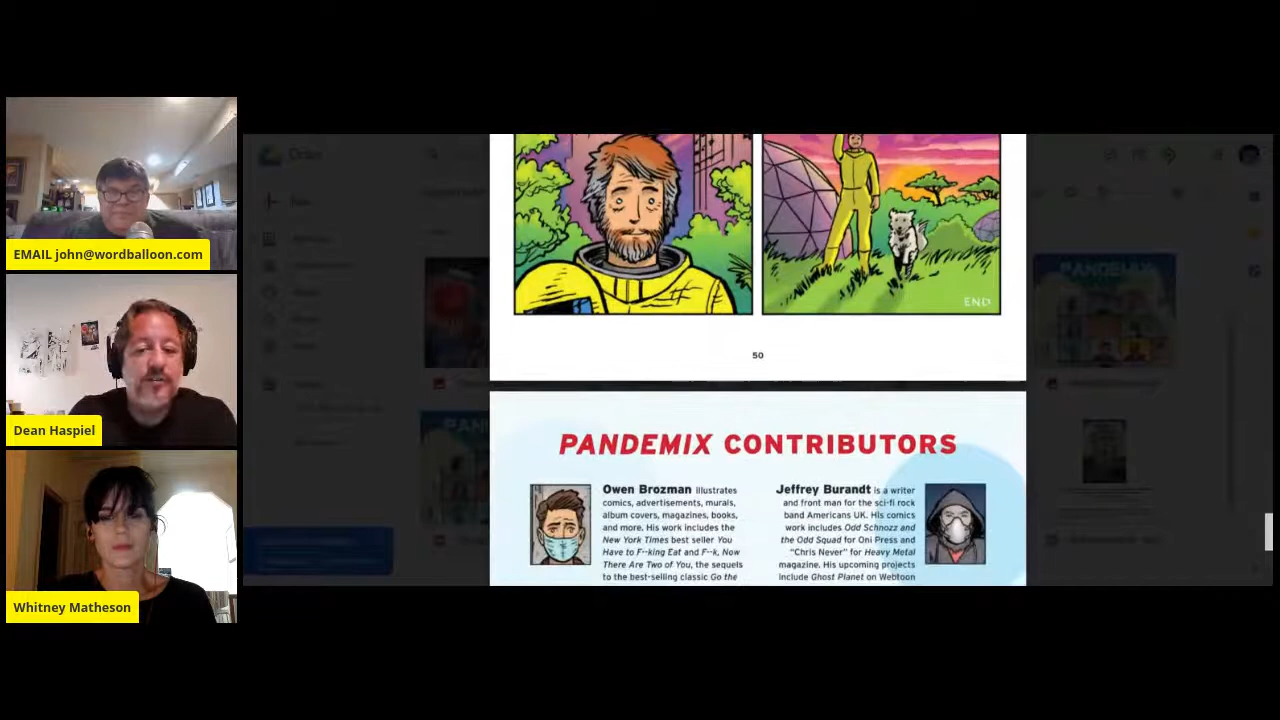 EMAIL john@wordballoon.com
Dean Haspiel
Whitney Matheson
END
50
PANDEMIX CONTRIBUTORS
Owen Brozman illustrates
comics, advertisements, murals,
album covers, magazines, books,
and more. His work includes the
New York Times best seller You
Have to F--king Eat and F--k, Now
There Are Two of You, the sequels
to the best-selling classic Go the
Jeffrey Burandt is a writer
and front man for the sci-fi rock
band Americans UK. His comics
work includes Odd Schnozz and
the Odd Squad for Oni Press and
"Chris Never" for Heavy Metal
magazine. His upcoming projects
include Ghost Planet on Webtoon
Drive
PANDEMIX